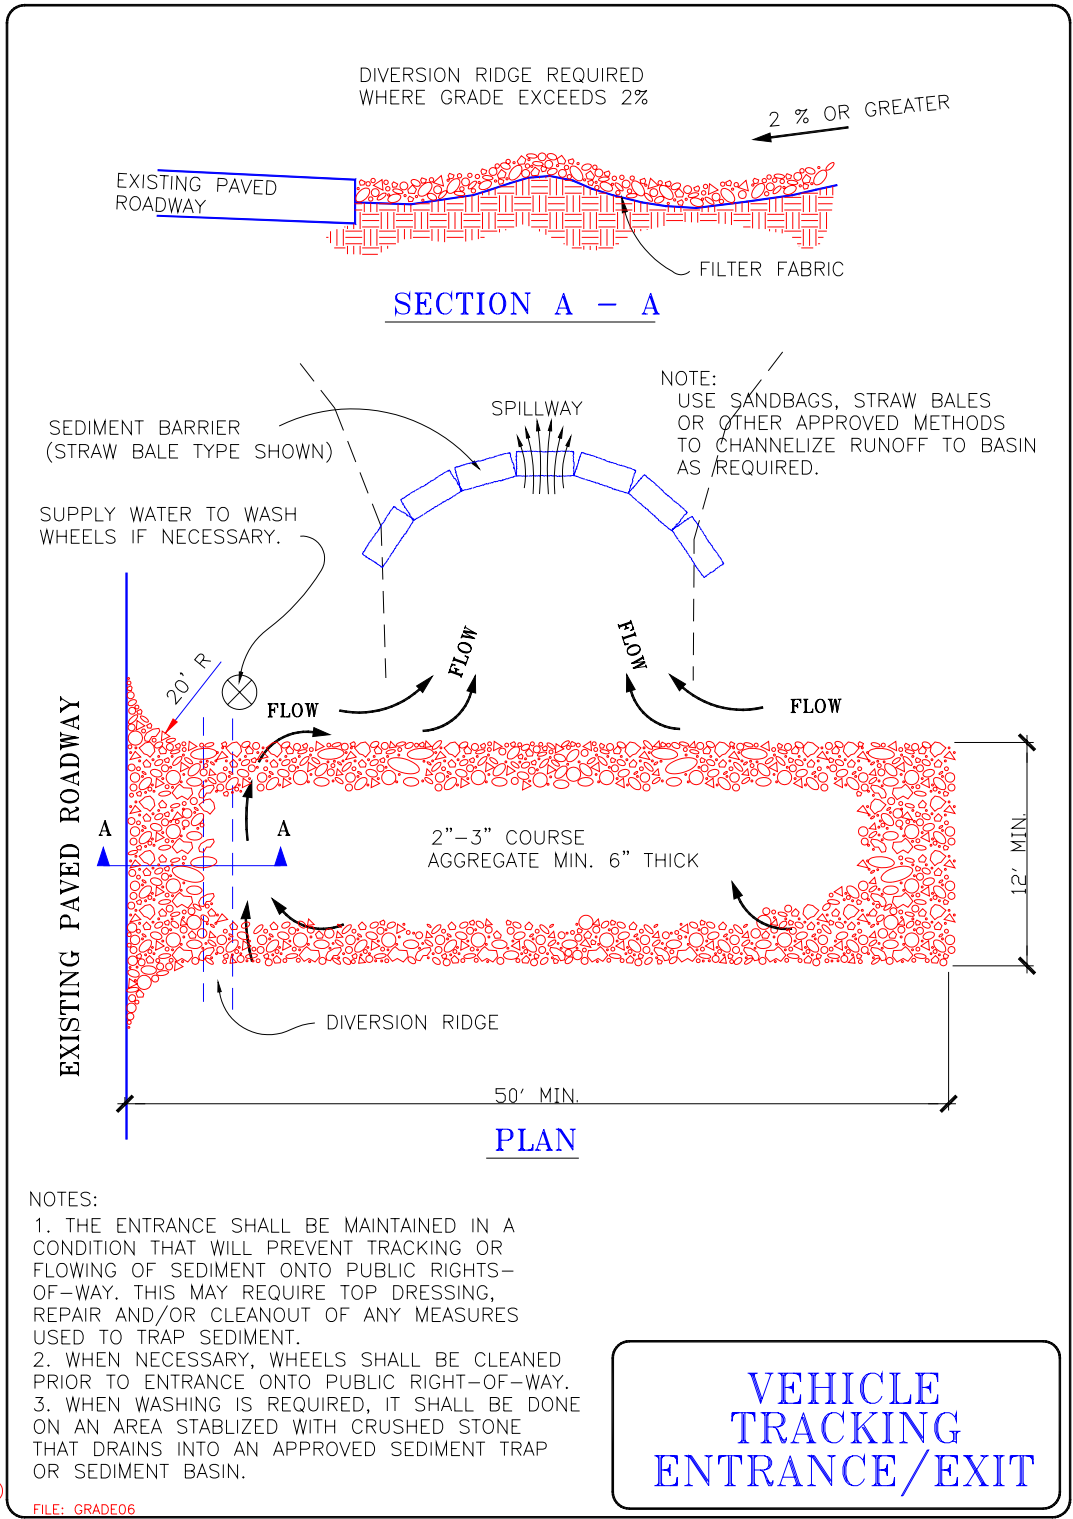 DIVERSION RIDGE REQUIRED
WHERE GRADE EXCEEDS 2%
2 % OR GREATER
EXISTING PAVED
ROADWAY
FILTER FABRIC
SECTION A - A
NOTE:
USE SANDBAGS, STRAW BALES
OR OTHER APPROVED METHODS
TO CHANNELIZE RUNOFF TO BASIN
AS REQUIRED.
SPILLWAY
SEDIMENT BARRIER
(STRAW BALE TYPE SHOWN)
SUPPLY WATER TO WASH
WHEELS IF NECESSARY.
20' R
FLOW
FLOW
FLOW
FLOW
EXISTING PAVED ROADWAY
A
A
2"-3" COURSE
AGGREGATE MIN. 6" THICK
12' MIN.
DIVERSION RIDGE
50' MIN.
PLAN
NOTES:
1. THE ENTRANCE SHALL BE MAINTAINED IN A
CONDITION THAT WILL PREVENT TRACKING OR
FLOWING OF SEDIMENT ONTO PUBLIC RIGHTS-
OF-WAY. THIS MAY REQUIRE TOP DRESSING,
REPAIR AND/OR CLEANOUT OF ANY MEASURES
USED TO TRAP SEDIMENT.
2. WHEN NECESSARY, WHEELS SHALL BE CLEANED
PRIOR TO ENTRANCE ONTO PUBLIC RIGHT-OF-WAY.
3. WHEN WASHING IS REQUIRED, IT SHALL BE DONE
ON AN AREA STABLIZED WITH CRUSHED STONE
THAT DRAINS INTO AN APPROVED SEDIMENT TRAP
OR SEDIMENT BASIN.
FILE: GRADE06
VEHICLE
TRACKING
ENTRANCE/EXIT